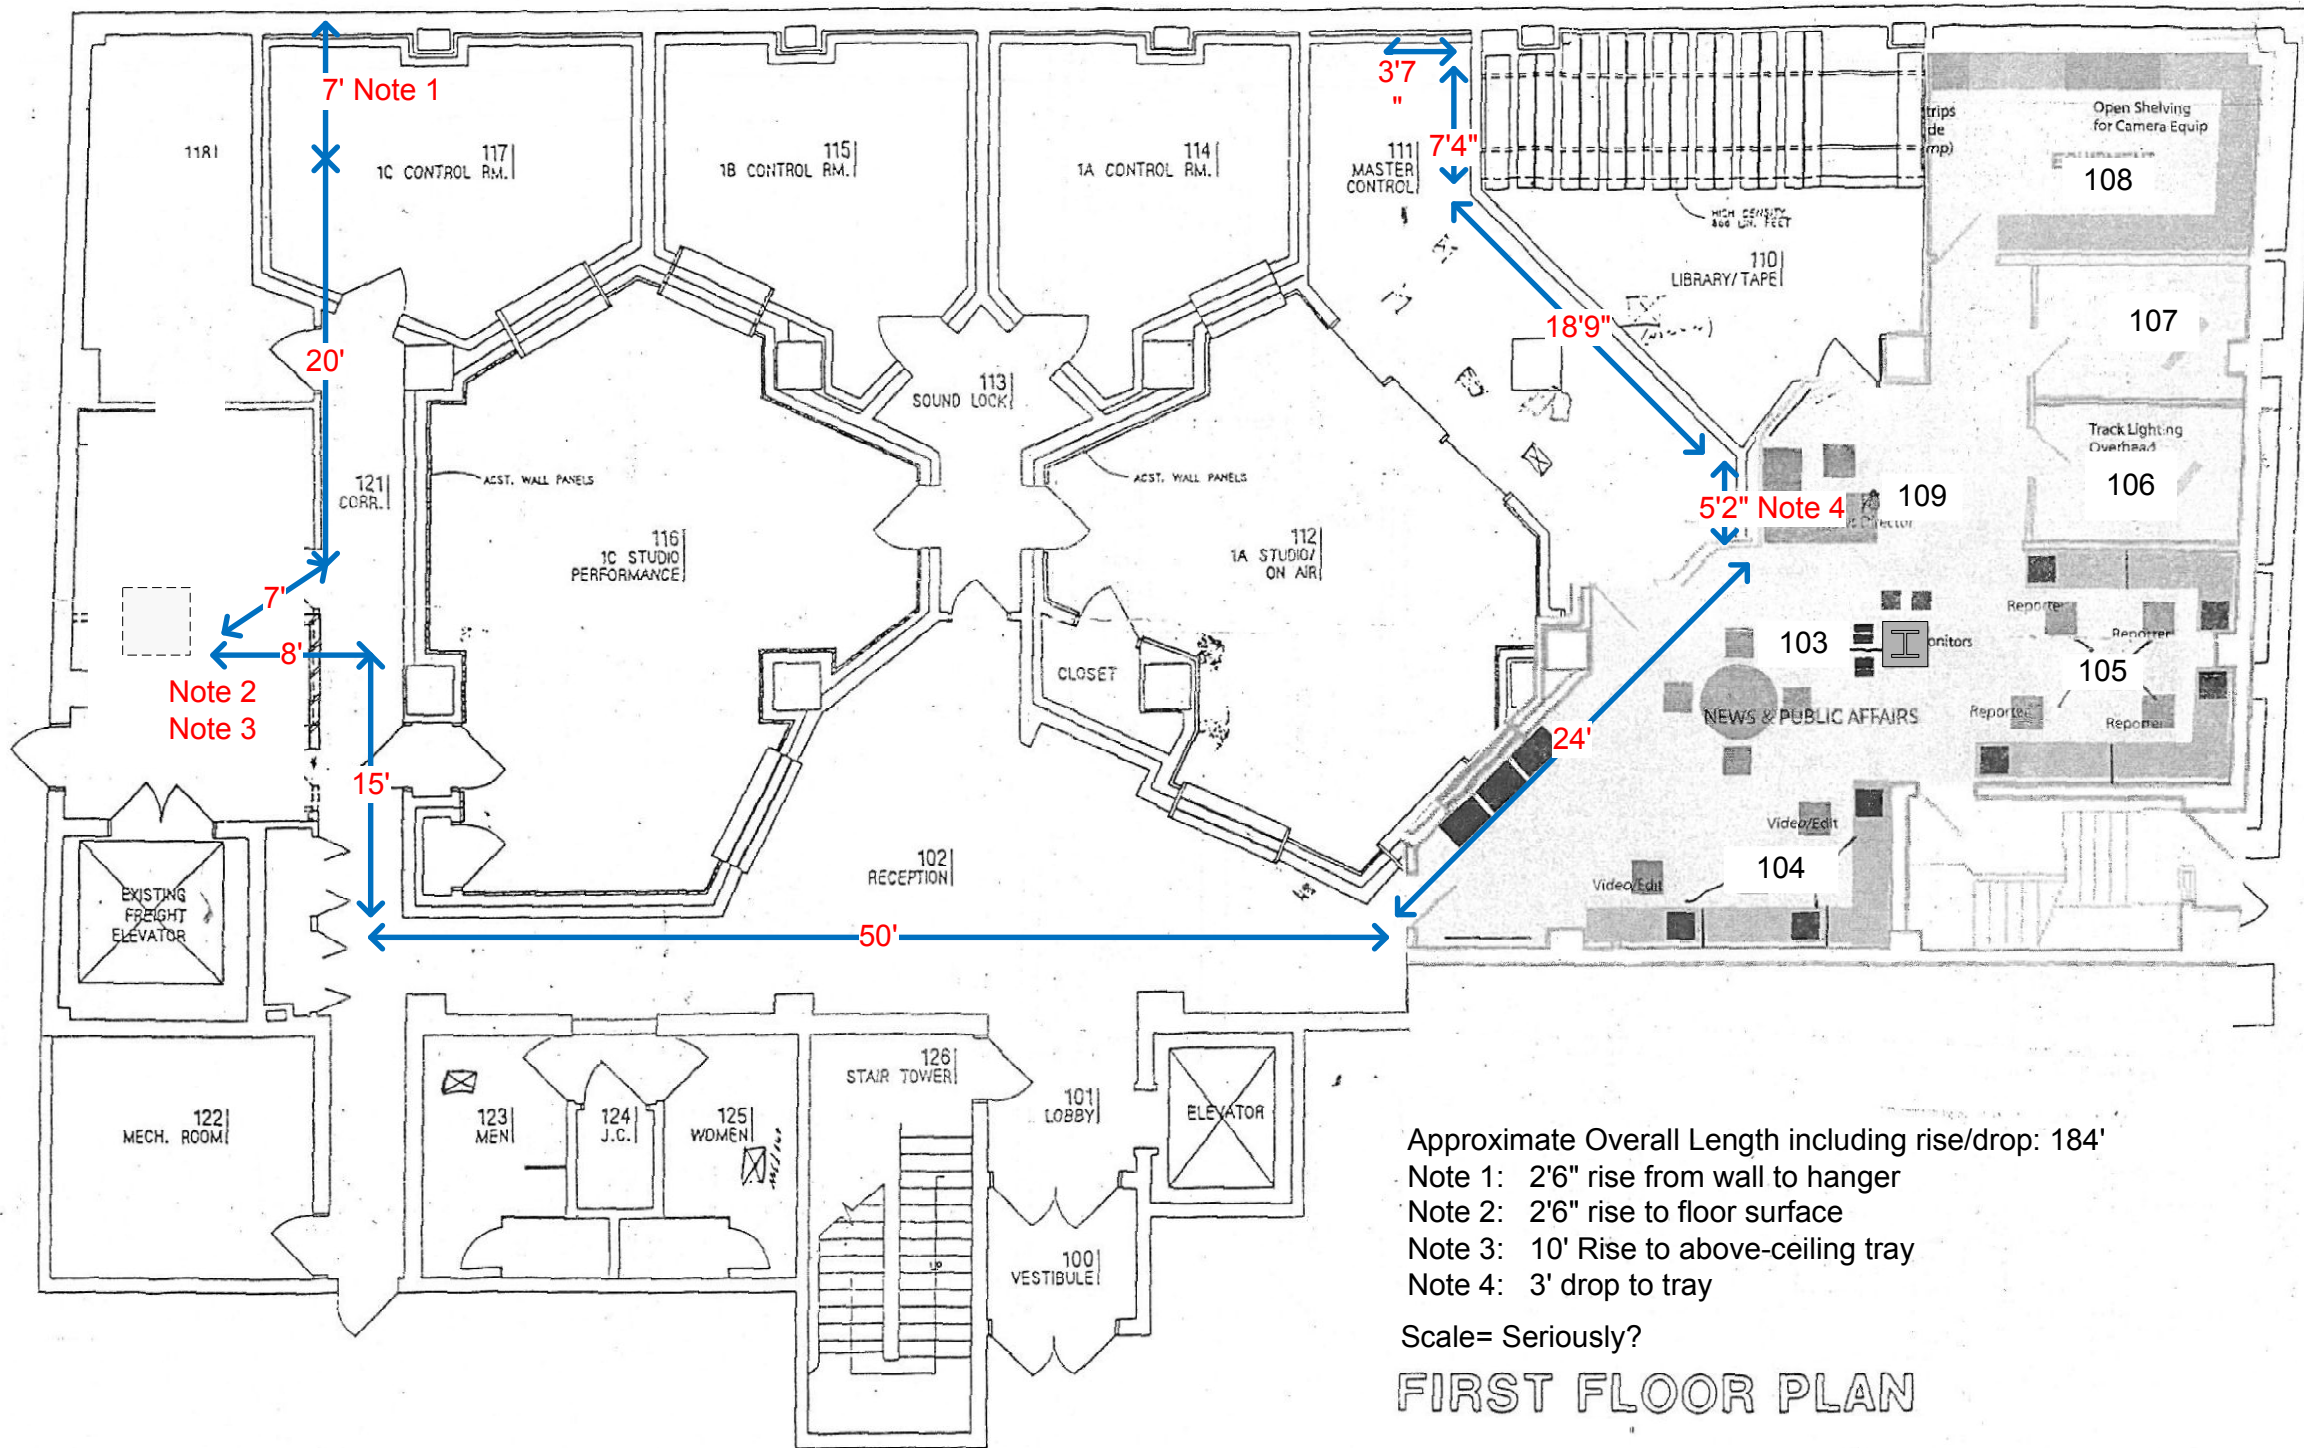 7' Note 1
3'7
"
7'4"
118
117
1C CONTROL RM.
115
1B CONTROL RM.
114
1A CONTROL RM.
111
MASTER
CONTROL
trips
de
mp)
Open Shelving
for Camera Equip
108
HIGH DENSITY
110
LIBRARY/TAPE
18'9"
107
20'
113
SOUND LOCK
Track Lighting
Overhead
106
121
CORR.
ACST. WALL PANELS
ACST. WALL PANELS
5'2" Note 4
109
Director
116
1C STUDIO
PERFORMANCE
112
1A STUDIO/
ON AIR
7'
8'
Note 2
Note 3
CLOSET
103
onitors
Reporter
Reporter
105
Reporter
Reporter
NEWS & PUBLIC AFFAIRS
24'
15'
Video/Edit
104
Video/Edit
102
RECEPTION
EXISTING
FREIGHT
ELEVATOR
50'
126
STAIR TOWER
101
LOBBY
ELEVATOR
122
MECH. ROOM
123
MEN
124
J.C.
125
WOMEN
100
VESTIBULE
Approximate Overall Length including rise/drop: 184'
Note 1: 2'6" rise from wall to hanger
Note 2: 2'6" rise to floor surface
Note 3: 10' Rise to above-ceiling tray
Note 4: 3' drop to tray
Scale= Seriously?
FIRST FLOOR PLAN